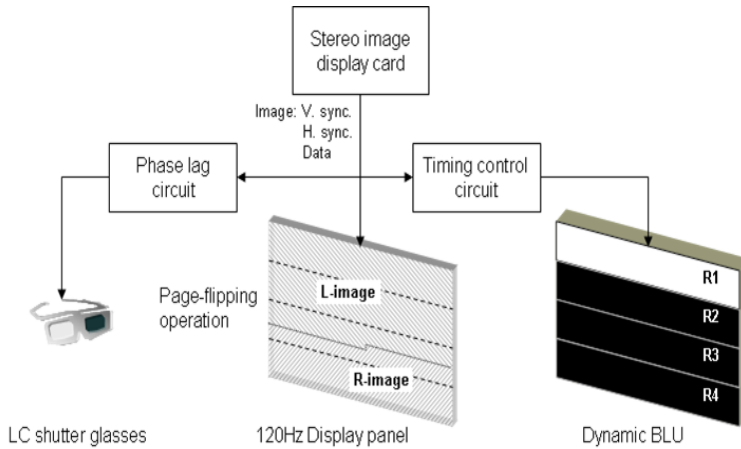 Stereo image
display card
Image: V. sync.
H. sync.
Data
Phase lag
circuit
Timing control
circuit
Page-flipping
operation
L-image
R-image
R1
R2
R3
R4
LC shutter glasses
120Hz Display panel
Dynamic BLU